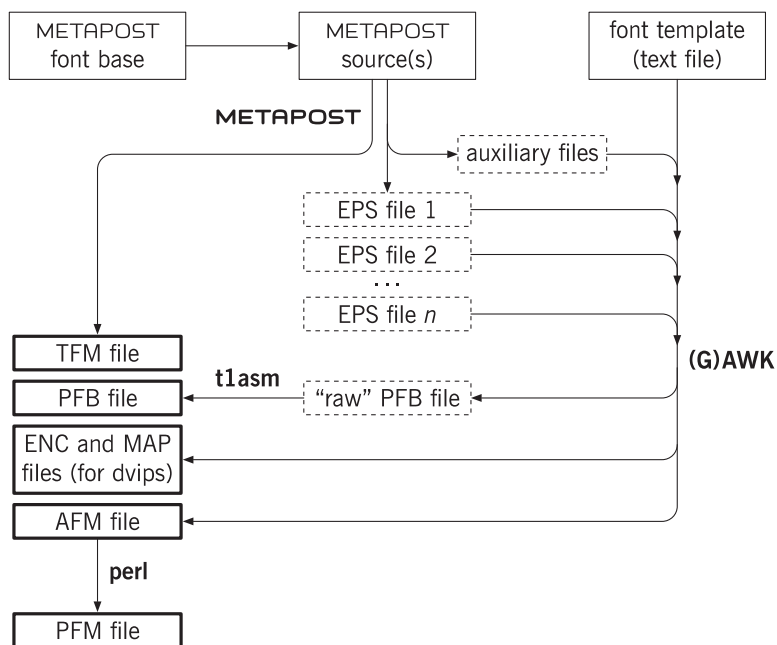 METAPOST
font base
METAPOST
source(s)
font template
(text file)
METAPOST
auxiliary files
EPS file 1
EPS file 2
...
EPS file n
TFM file
(G)AWK
t1asm
PFB file
“raw” PFB file
ENC and MAP
files (for dvips)
AFM file
perl
PFM file